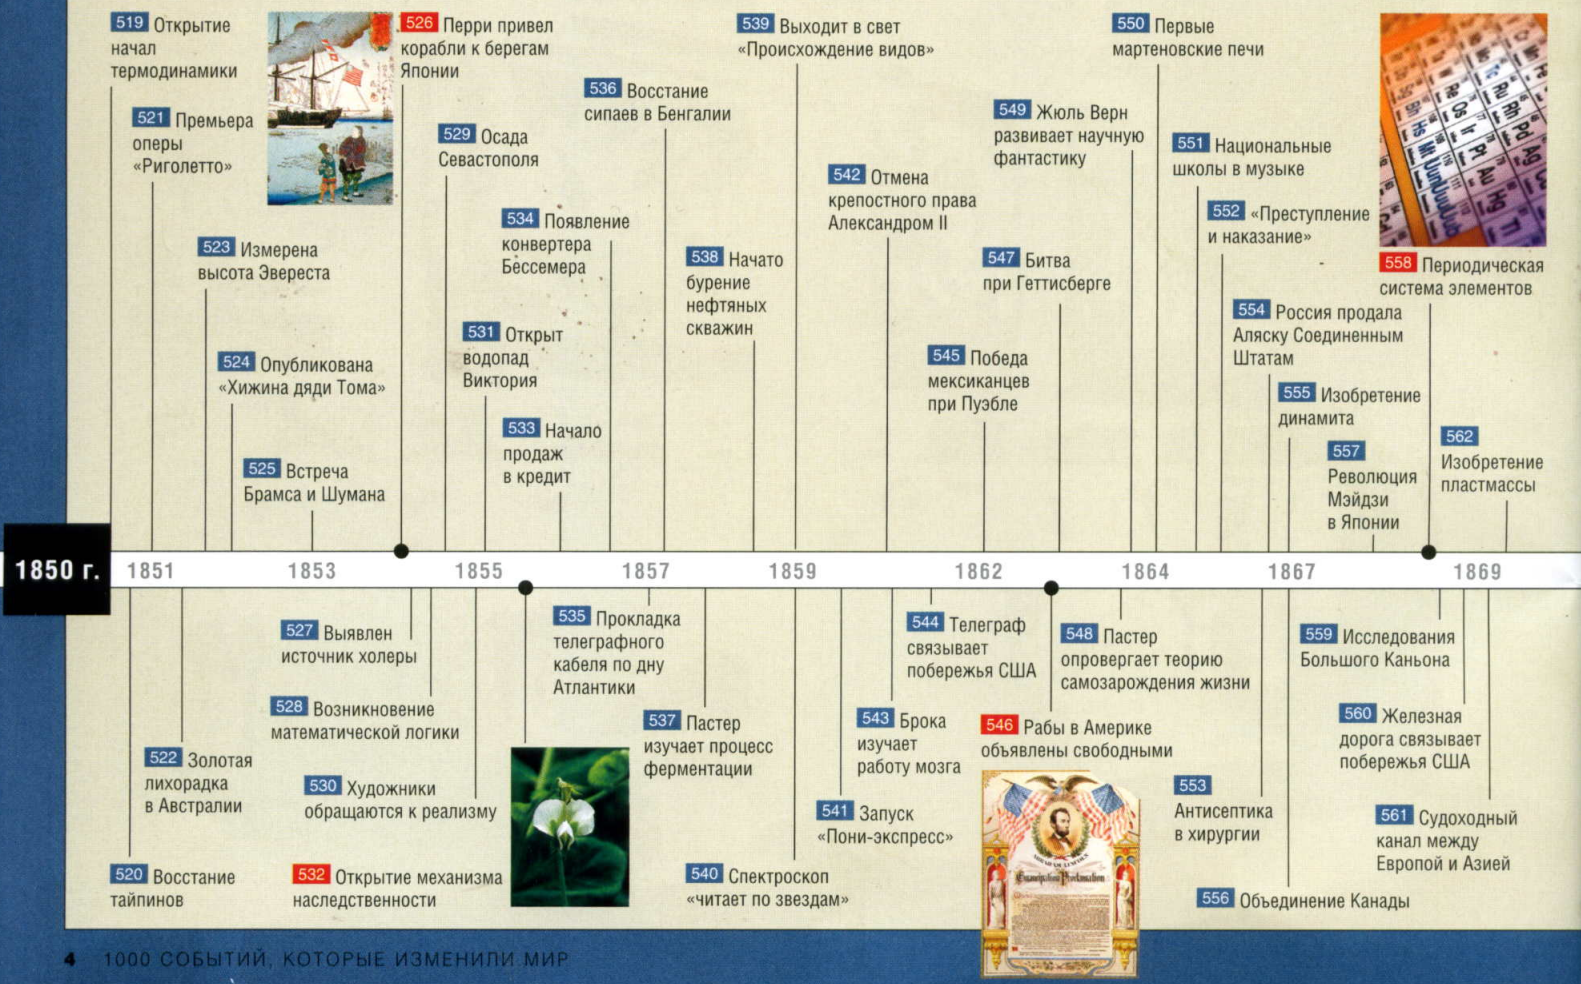 519 Открытие
начал
термодинамики
526 Перри привел
корабли к берегам
Японии
539 Выходит в свет
«Происхождение видов»
550 Первые
мартеновские печи
521 Премьера
оперы
«Риголетто»
536 Восстание
сипаев в Бенгалии
529 Осада
Севастополя
549 Жюль Верн
развивает научную
фантастику
551 Национальные
школы в музыке
542 Отмена
крепостного права
Александром II
534 Появление
конвертера
Бессемера
552 «Преступление
и наказание»
523 Измерена
высота Эвереста
538 Начато
бурение
нефтяных
скважин
547 Битва
при Геттисберге
558 Периодическая
система элементов
554 Россия продала
Аляску Соединенным
Штатам
531 Открыт
водопад
Виктория
524 Опубликована
«Хижина дяди Тома»
545 Победа
мексиканцев
при Пуэбле
555 Изобретение
динамита
533 Начало
продаж
в кредит
557
Революция
Мэйдзи
в Японии
562
Изобретение
пластмассы
525 Встреча
Брамса и Шумана
1850 г. 1851 1853 1855 1857 1859 1862 1864 1867 1869
527 Выявлен
источник холеры
535 Прокладка
телеграфного
кабеля по дну
Атлантики
544 Телеграф
связывает
побережья США
548 Пастер
опровергает теорию
самозарождения жизни
559 Исследования
Большого Каньона
528 Возникновение
математической логики
537 Пастер
изучает процесс
ферментации
543 Брока
изучает
работу мозга
546 Рабы в Америке
объявлены свободными
560 Железная
дорога связывает
побережья США
522 Золотая
лихорадка
в Австралии
530 Художники
обращаются к реализму
553
Антисептика
в хирургии
541 Запуск
«Пони-экспресс»
561 Судоходный
канал между
Европой и Азией
520 Восстание
тайпинов
532 Открытие механизма
наследственности
540 Спектроскоп
«читает по звездам»
556 Объединение Канады
ABRAHAM LINCOLN
Emancipation Proclamation
4 1000 СОБЫТИЙ, КОТОРЫЕ ИЗМЕНИЛИ МИР